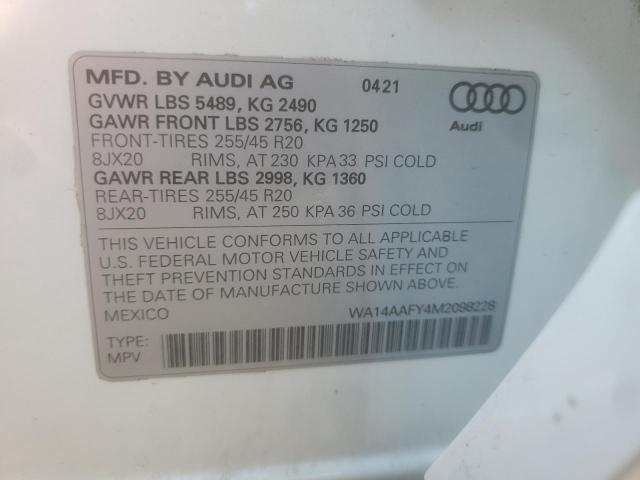 MFD. BY AUDI AG 0421
GVWR LBS 5489, KG 2490
GAWR FRONT LBS 2756, KG 1250
Audi
FRONT-TIRES 255/45 R20
8JX20 RIMS, AT 230 KPA 33 PSI COLD
GAWR REAR LBS 2998, KG 1360
REAR-TIRES 255/45 R20
8JX20 RIMS, AT 250 KPA 36 PSI COLD
THIS VEHICLE CONFORMS TO ALL APPLICABLE
U.S. FEDERAL MOTOR VEHICLE SAFETY AND
THEFT PREVENTION STANDARDS IN EFFECT ON
THE DATE OF MANUFACTURE SHOWN ABOVE.
MEXICO WA14AAFY4M2098228
TYPE:
MPV